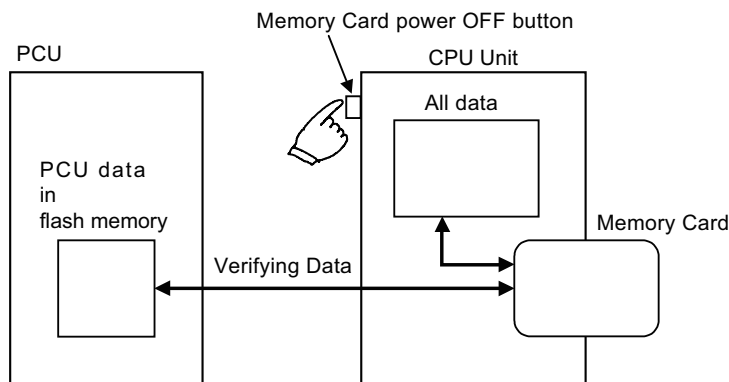 Memory Card power OFF button
PCU
CPU Unit
All data
PCU data
in
flash memory
Memory Card
Verifying Data